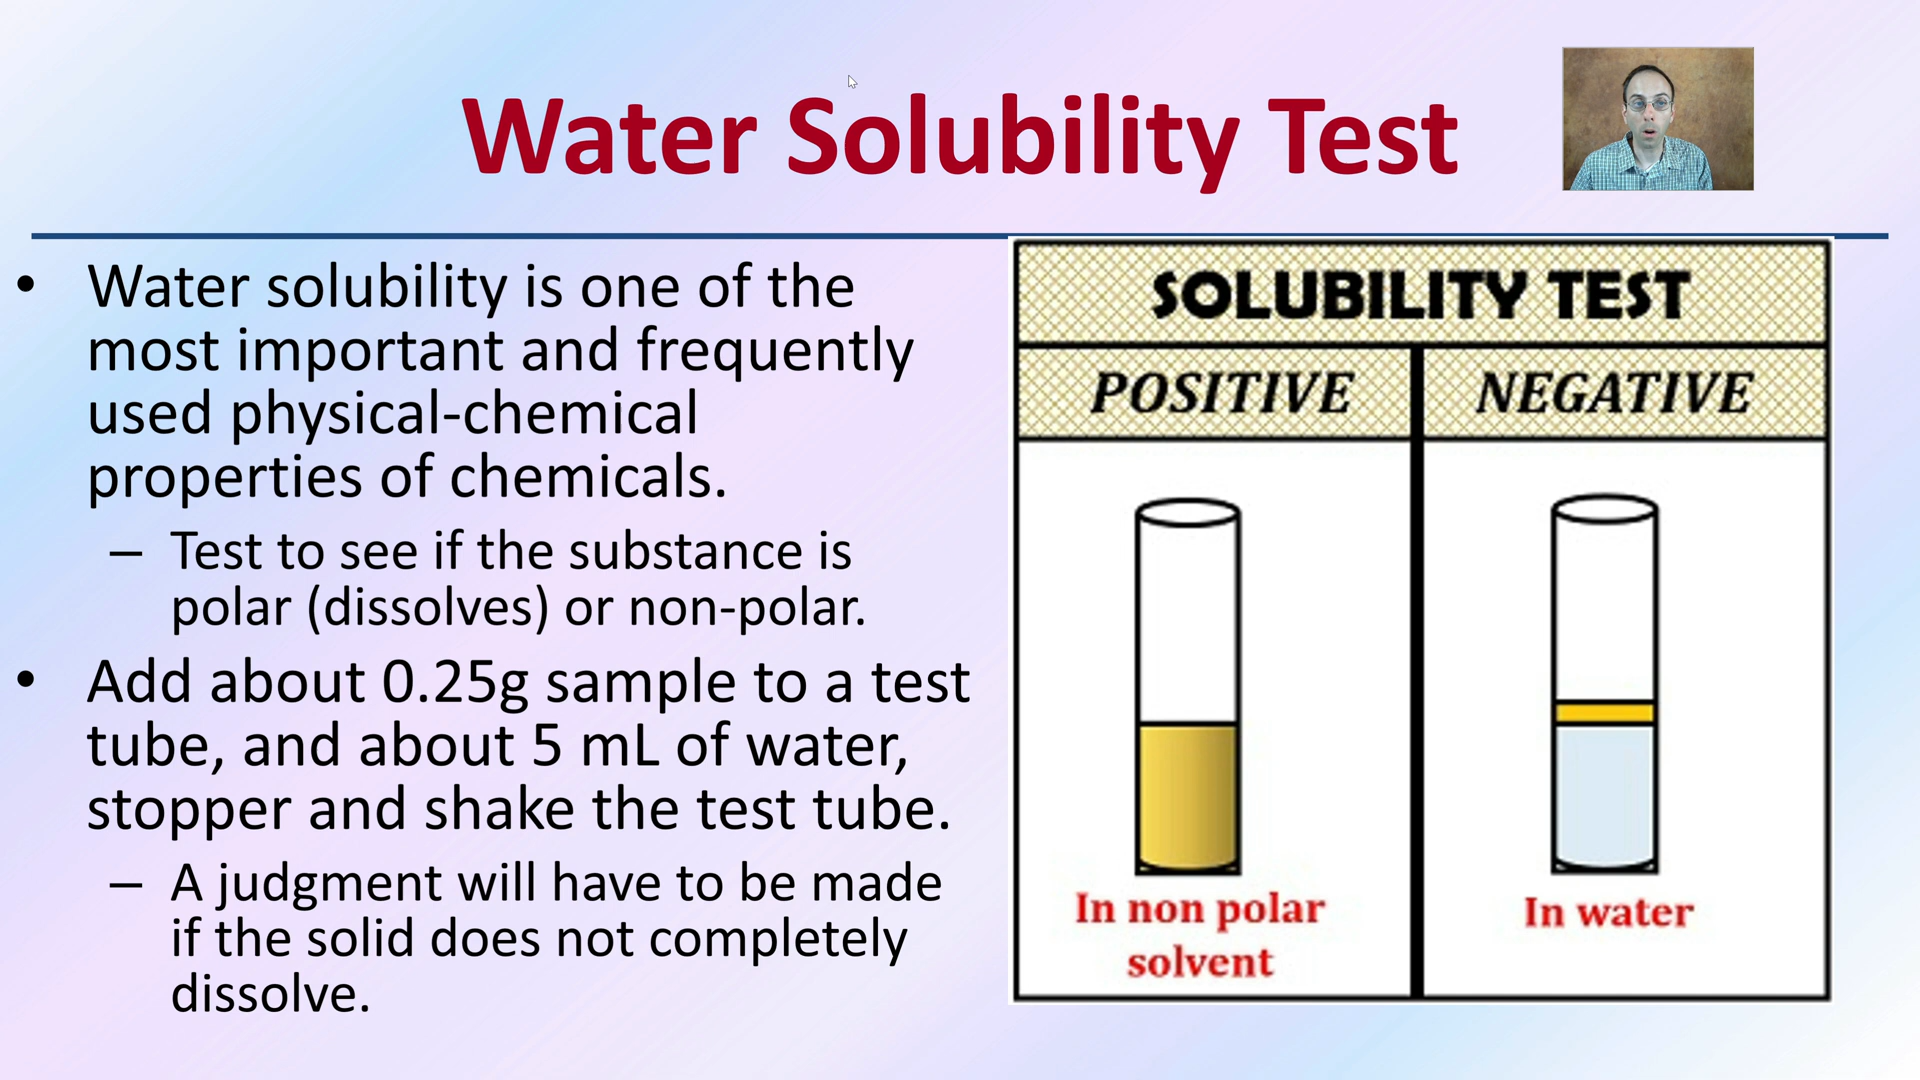 Water Solubility Test
• Water solubility is one of the
most important and frequently
used physical-chemical
properties of chemicals.
– Test to see if the substance is
polar (dissolves) or non-polar.
• Add about 0.25g sample to a test
tube, and about 5 mL of water,
stopper and shake the test tube.
– A judgment will have to be made
if the solid does not completely
dissolve.
SOLUBILITY TEST
POSITIVE
NEGATIVE
In non polar
solvent
In water